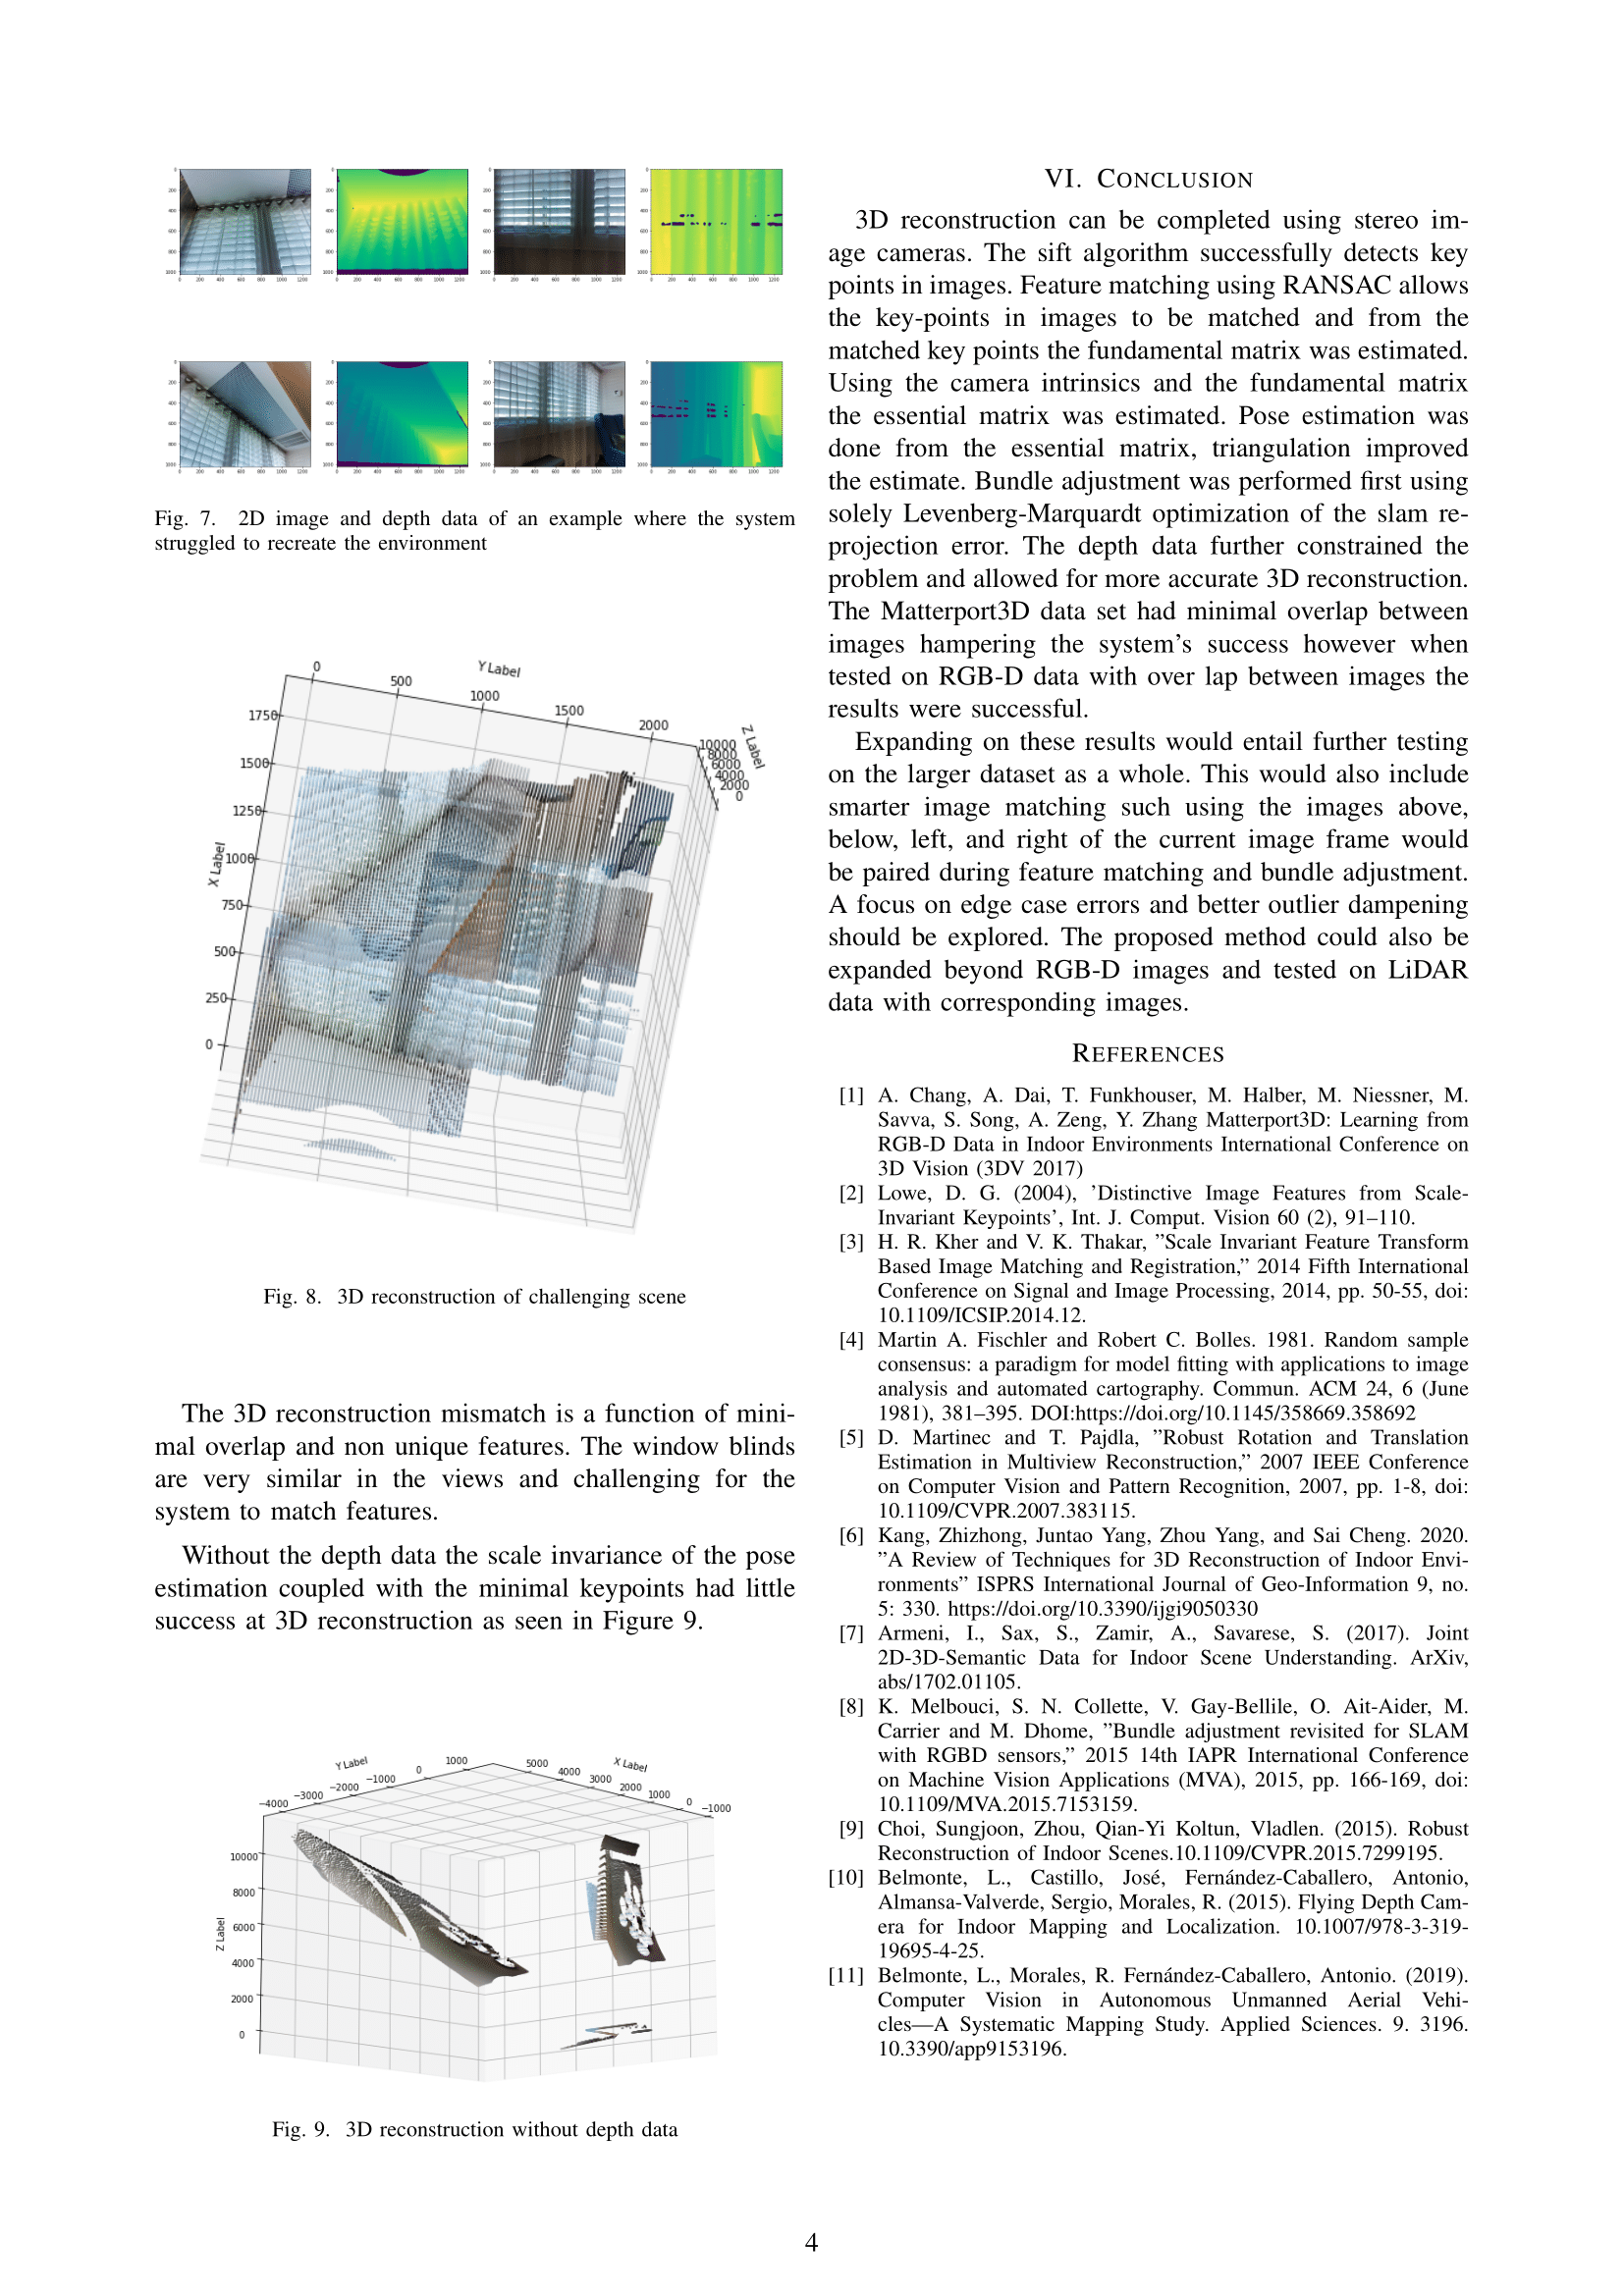 Fig. 7. 2D image and depth data of an example where the system
struggled to recreate the environment
0
500
1000
1500
2000
Y Label
1750
1500
1250
1000
750
500
250
0
X Label
10000
8000
6000
4000
2000
0
Z Label
Fig. 8. 3D reconstruction of challenging scene
The 3D reconstruction mismatch is a function of mini-
mal overlap and non unique features. The window blinds
are very similar in the views and challenging for the
system to match features.
Without the depth data the scale invariance of the pose
estimation coupled with the minimal keypoints had little
success at 3D reconstruction as seen in Figure 9.
Y Label
−4000
−3000
−2000
−1000
0
1000
X Label
5000
4000
3000
2000
1000
0
−1000
Z Label
10000
8000
6000
4000
2000
0
Fig. 9. 3D reconstruction without depth data
VI. CONCLUSION
3D reconstruction can be completed using stereo im-
age cameras. The sift algorithm successfully detects key
points in images. Feature matching using RANSAC allows
the key-points in images to be matched and from the
matched key points the fundamental matrix was estimated.
Using the camera intrinsics and the fundamental matrix
the essential matrix was estimated. Pose estimation was
done from the essential matrix, triangulation improved
the estimate. Bundle adjustment was performed first using
solely Levenberg-Marquardt optimization of the slam re-
projection error. The depth data further constrained the
problem and allowed for more accurate 3D reconstruction.
The Matterport3D data set had minimal overlap between
images hampering the system's success however when
tested on RGB-D data with over lap between images the
results were successful.
Expanding on these results would entail further testing
on the larger dataset as a whole. This would also include
smarter image matching such using the images above,
below, left, and right of the current image frame would
be paired during feature matching and bundle adjustment.
A focus on edge case errors and better outlier dampening
should be explored. The proposed method could also be
expanded beyond RGB-D images and tested on LiDAR
data with corresponding images.
REFERENCES
[1] A. Chang, A. Dai, T. Funkhouser, M. Halber, M. Niessner, M.
Savva, S. Song, A. Zeng, Y. Zhang Matterport3D: Learning from
RGB-D Data in Indoor Environments International Conference on
3D Vision (3DV 2017)
[2] Lowe, D. G. (2004), ’Distinctive Image Features from Scale-
Invariant Keypoints’, Int. J. Comput. Vision 60 (2), 91–110.
[3] H. R. Kher and V. K. Thakar, ”Scale Invariant Feature Transform
Based Image Matching and Registration,” 2014 Fifth International
Conference on Signal and Image Processing, 2014, pp. 50-55, doi:
10.1109/ICSIP.2014.12.
[4] Martin A. Fischler and Robert C. Bolles. 1981. Random sample
consensus: a paradigm for model fitting with applications to image
analysis and automated cartography. Commun. ACM 24, 6 (June
1981), 381–395. DOI:https://doi.org/10.1145/358669.358692
[5] D. Martinec and T. Pajdla, ”Robust Rotation and Translation
Estimation in Multiview Reconstruction,” 2007 IEEE Conference
on Computer Vision and Pattern Recognition, 2007, pp. 1-8, doi:
10.1109/CVPR.2007.383115.
[6] Kang, Zhizhong, Juntao Yang, Zhou Yang, and Sai Cheng. 2020.
”A Review of Techniques for 3D Reconstruction of Indoor Envi-
ronments” ISPRS International Journal of Geo-Information 9, no.
5: 330. https://doi.org/10.3390/ijgi9050330
[7] Armeni, I., Sax, S., Zamir, A., Savarese, S. (2017). Joint
2D-3D-Semantic Data for Indoor Scene Understanding. ArXiv,
abs/1702.01105.
[8] K. Melbouci, S. N. Collette, V. Gay-Bellile, O. Ait-Aider, M.
Carrier and M. Dhome, ”Bundle adjustment revisited for SLAM
with RGBD sensors,” 2015 14th IAPR International Conference
on Machine Vision Applications (MVA), 2015, pp. 166-169, doi:
10.1109/MVA.2015.7153159.
[9] Choi, Sungjoon, Zhou, Qian-Yi Koltun, Vladlen. (2015). Robust
Reconstruction of Indoor Scenes.10.1109/CVPR.2015.7299195.
[10] Belmonte, L., Castillo, José, Fernández-Caballero, Antonio,
Almansa-Valverde, Sergio, Morales, R. (2015). Flying Depth Cam-
era for Indoor Mapping and Localization. 10.1007/978-3-319-
19695-4-25.
[11] Belmonte, L., Morales, R. Fernández-Caballero, Antonio. (2019).
Computer Vision in Autonomous Unmanned Aerial Vehi-
cles—A Systematic Mapping Study. Applied Sciences. 9. 3196.
10.3390/app9153196.
4